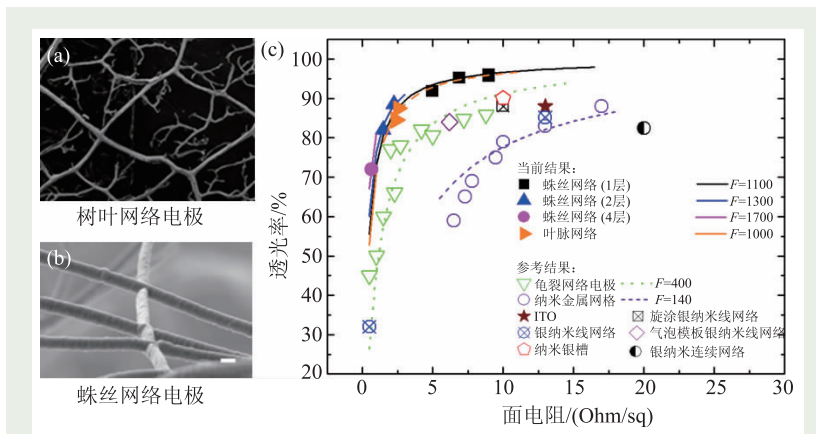 (a)
树叶网络电极
(b)
蛛丝网络电极
(c)
透光率/%
100
90
80
70
60
50
40
30
20
0
5
10
15
20
25
30
面电阻/(Ohm/sq)
当前结果:
蛛丝网络 (1层)
F=1100
蛛丝网络 (2层)
F=1300
蛛丝网络 (4层)
F=1700
叶脉网络
F=1000
参考结果:
龟裂网络电极
F=400
纳米金属网格
F=140
ITO
旋涂银纳米线网络
银纳米线网络
气泡模板银纳米线网络
纳米银槽
银纳米连续网络